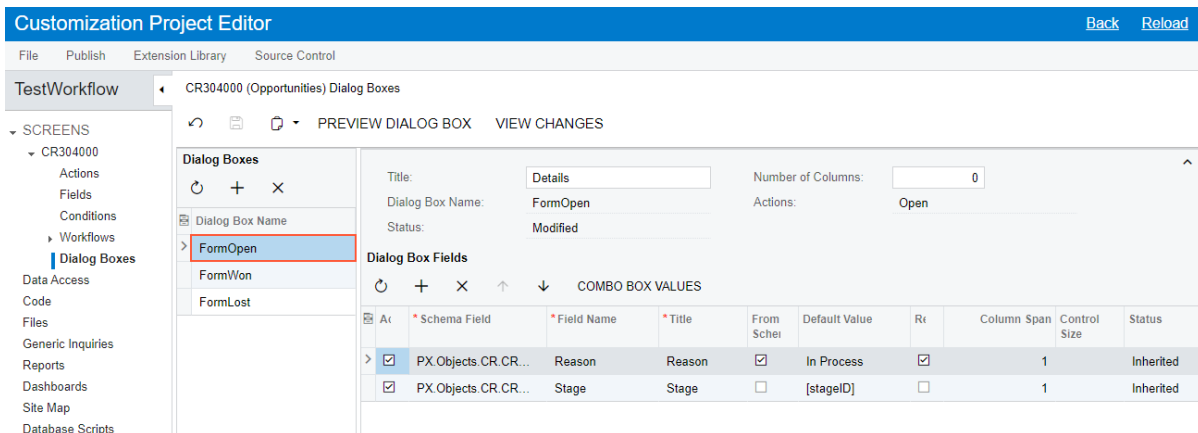 Customization Project Editor
Back Reload
File Publish Extension Library Source Control
TestWorkflow
CR304000 (Opportunities) Dialog Boxes
PREVIEW DIALOG BOX VIEW CHANGES
SCREENS
CR304000
Actions
Fields
Conditions
Workflows
Dialog Boxes
Data Access
Code
Files
Generic Inquiries
Reports
Dashboards
Site Map
Database Scripts
Dialog Boxes
Dialog Box Name
FormOpen
FormWon
FormLost
Title: Details Number of Columns: 0
Dialog Box Name: FormOpen Actions: Open
Status: Modified
Dialog Box Fields
COMBO BOX VALUES
Ac * Schema Field * Field Name * Title From Default Value Re Column Span Control Status
Scher Size
PX.Objects.CR.CR... Reason Reason In Process 1 Inherited
PX.Objects.CR.CR... Stage Stage [stageID] 1 Inherited